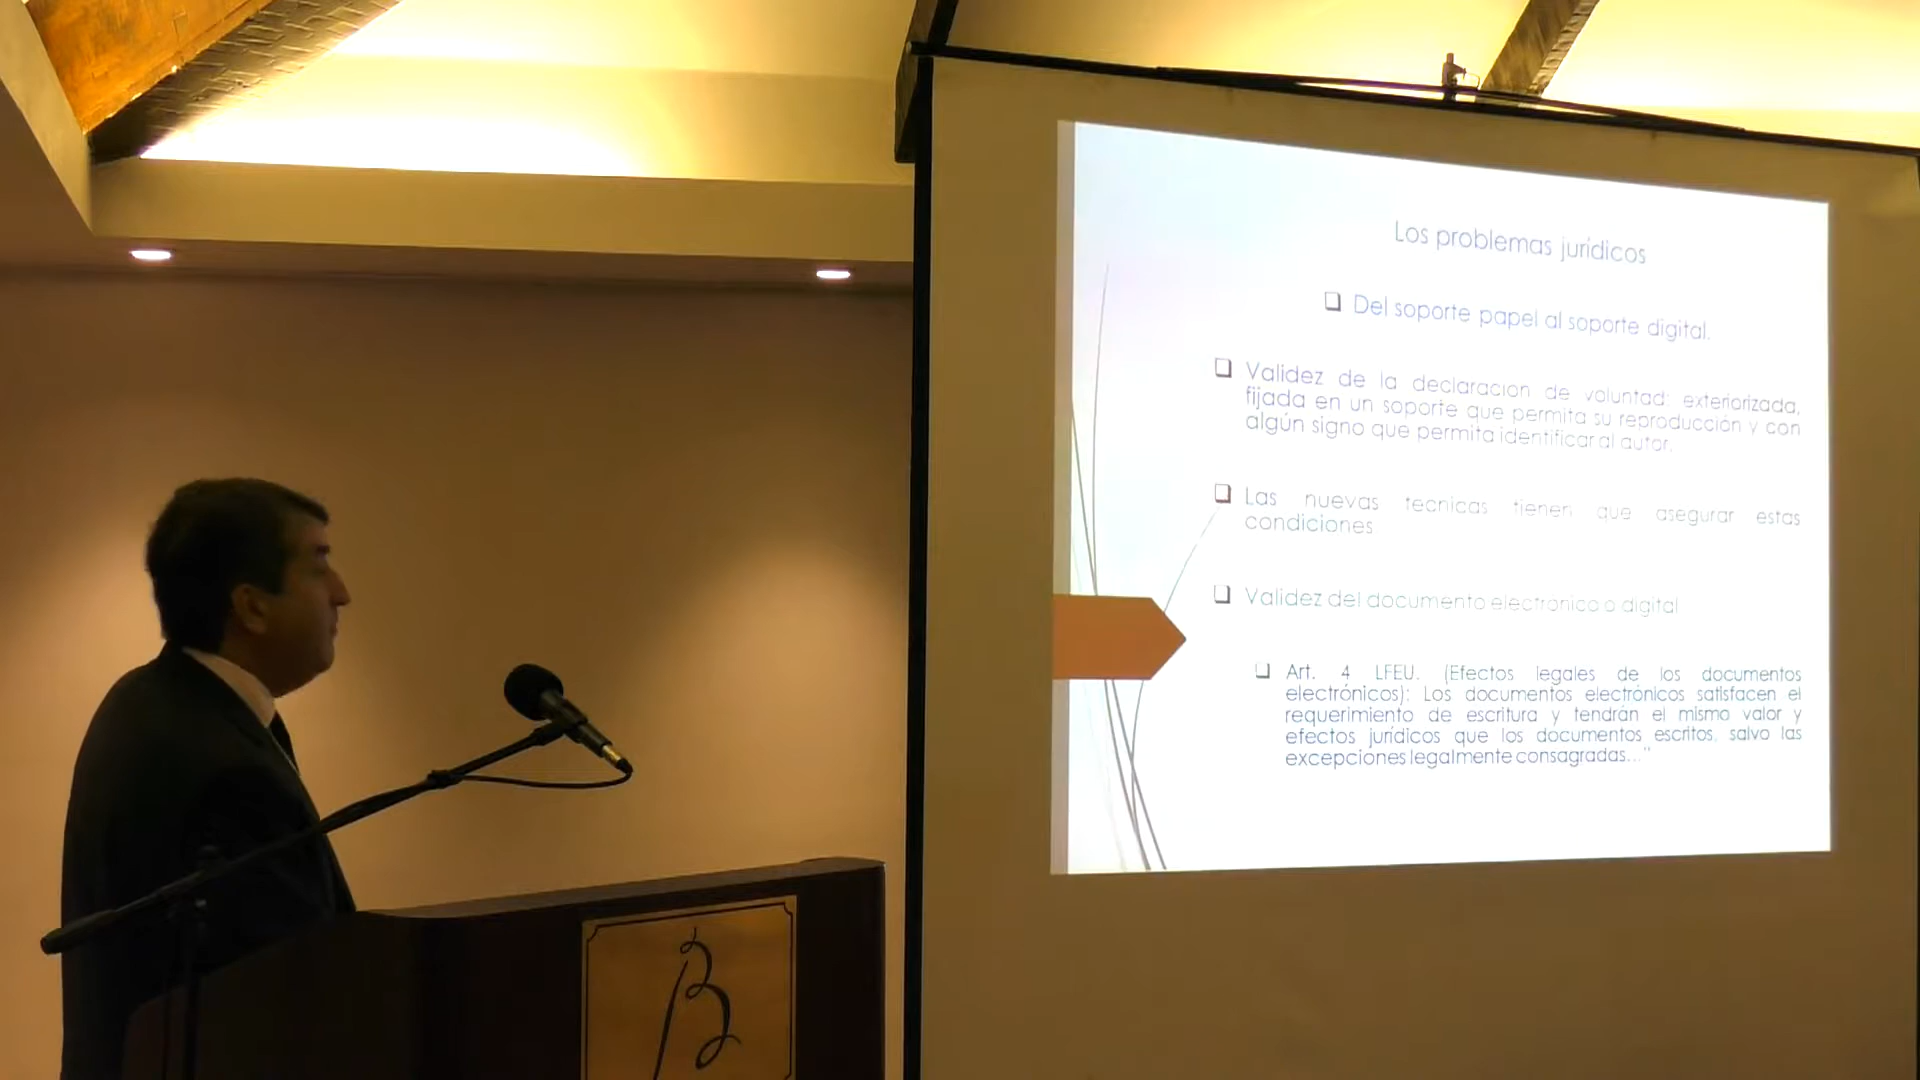 Los problemas jurídicos
Del soporte papel al soporte digital.
Validez de la declaración de voluntad: exteriorizada,
fijada en un soporte que permita su reproducción y con
algún signo que permita identificar al autor.
Las nuevas tecnicas tienen que asegurar estas
condiciones
Validez del documento electronico o digital
Art. 4 LFEU. (Efectos legales de los documentos
electrónicos): Los documentos electrónicos satisfacen el
requerimiento de escritura y tendrán el mismo valor y
efectos jurídicos que los documentos escritos, salvo las
excepciones legalmente consagradas..."
B